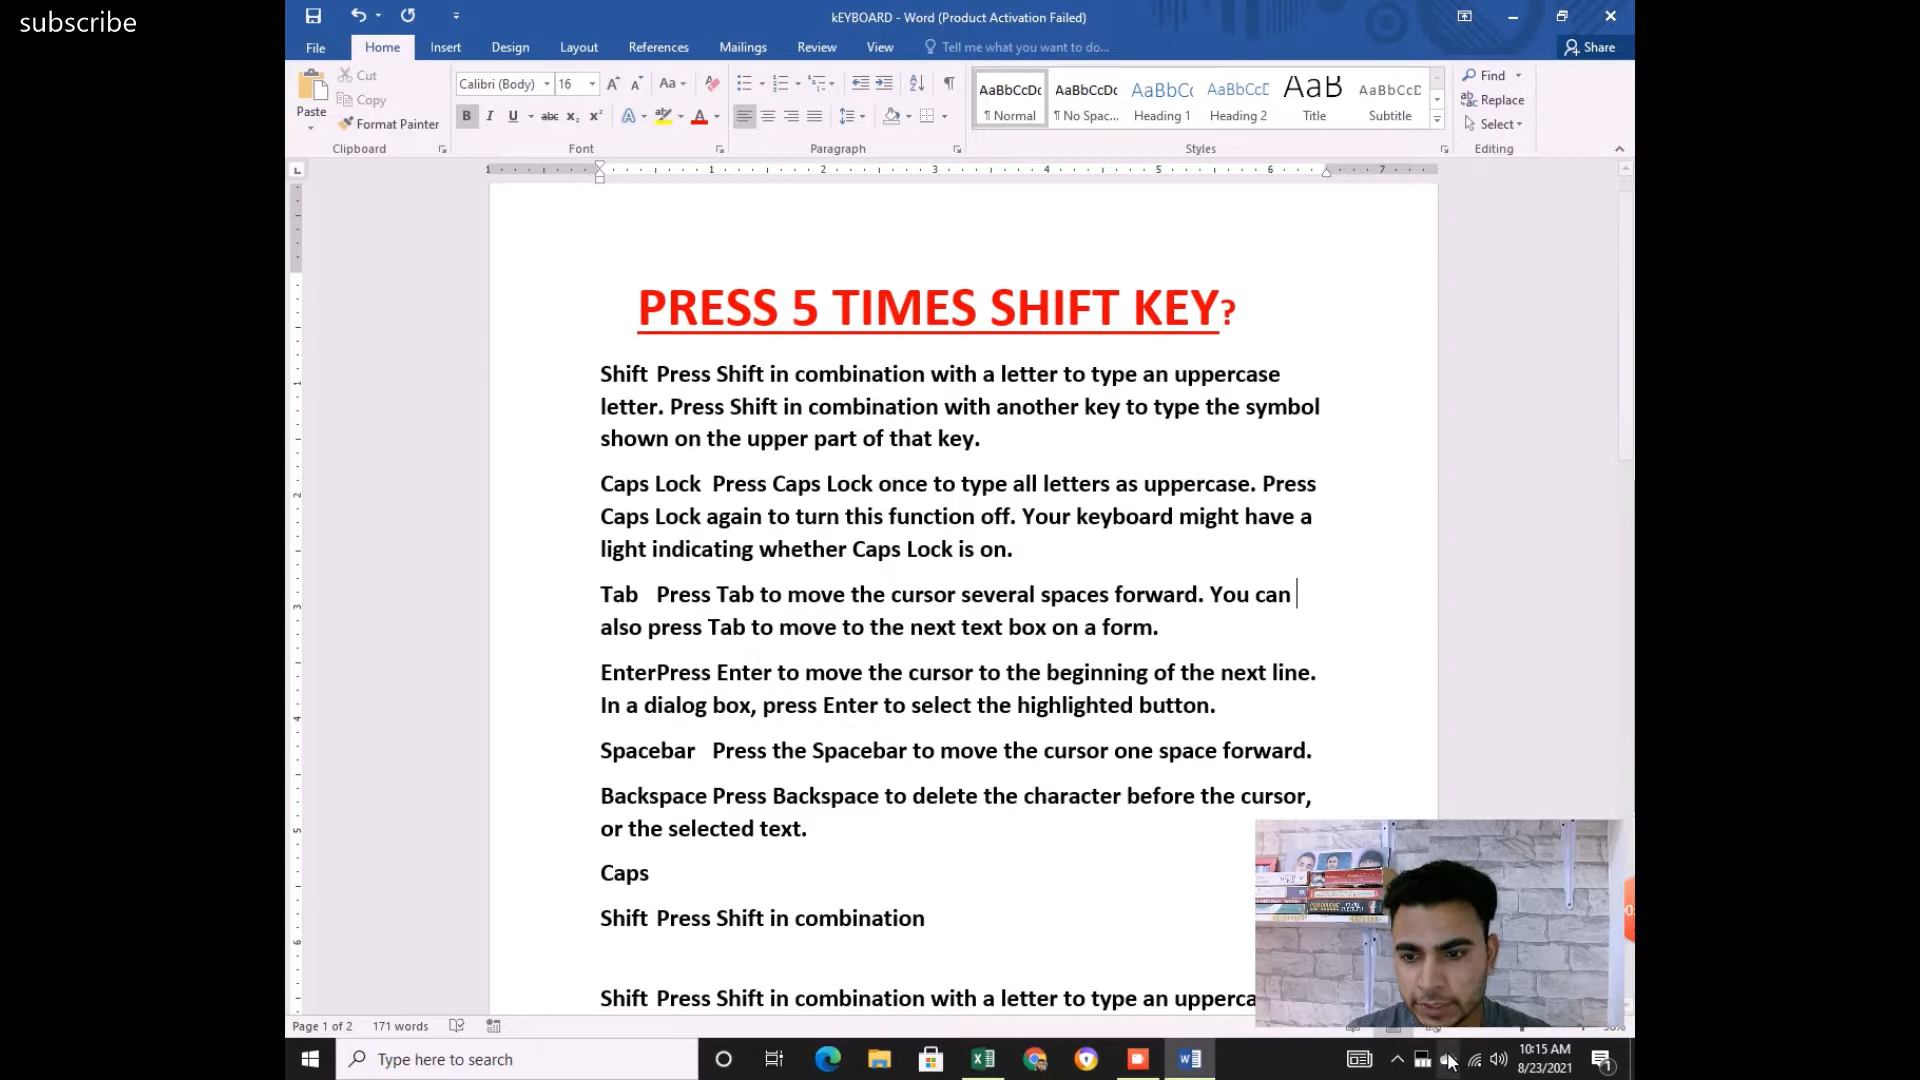 subscribe
kEYBOARD - Word (Product Activation Failed)
File Home Insert Design Layout References Mailings Review View Tell me what you want to do... Share
Cut
Copy
Paste
Format Painter
Calibri (Body) 16
AaBbCcDc AaBbCcDc AaBbCc AaBbCcD AaB AaBbCcD
¶ Normal ¶ No Spac... Heading 1 Heading 2 Title Subtitle
Find
Replace
Select
Clipboard Font Paragraph Styles Editing
1 1 2 3 4 5 6 7
PRESS 5 TIMES SHIFT KEY?
Shift Press Shift in combination with a letter to type an uppercase
letter. Press Shift in combination with another key to type the symbol
shown on the upper part of that key.
Caps Lock Press Caps Lock once to type all letters as uppercase. Press
Caps Lock again to turn this function off. Your keyboard might have a
light indicating whether Caps Lock is on.
Tab Press Tab to move the cursor several spaces forward. You can
also press Tab to move to the next text box on a form.
EnterPress Enter to move the cursor to the beginning of the next line.
In a dialog box, press Enter to select the highlighted button.
Spacebar Press the Spacebar to move the cursor one space forward.
Backspace Press Backspace to delete the character before the cursor,
or the selected text.
Caps
Shift Press Shift in combination
Shift Press Shift in combination with a letter to type an upperca
Page 1 of 2 171 words
Type here to search
10:15 AM
8/23/2021